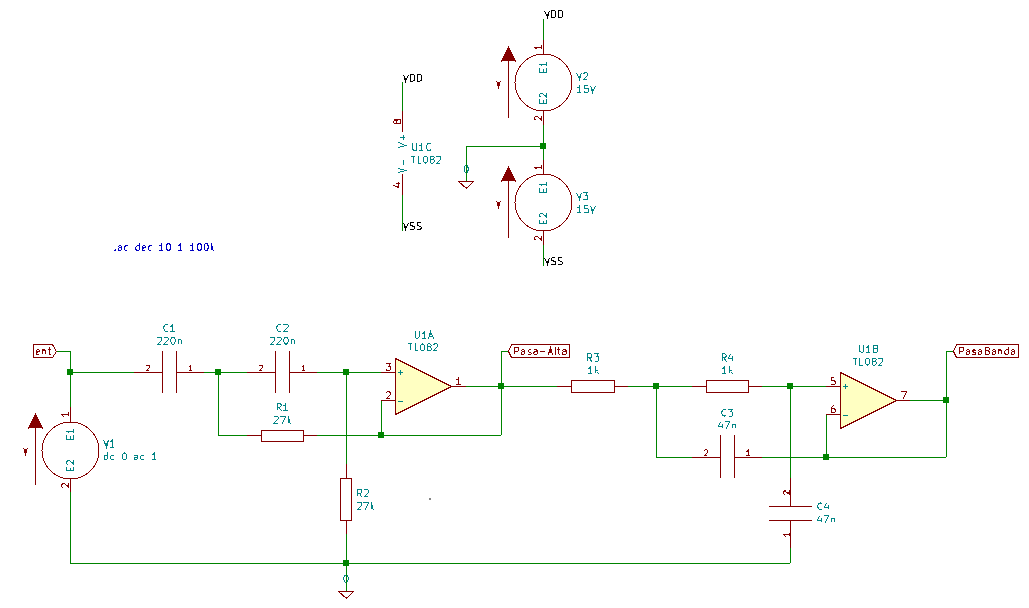 VDD
1
E1
V
E2
2
V2
15V
VDD
8
V+
V-
4
U1C
TL082
VSS
0
1
E1
V
E2
2
V3
15V
VSS
.ac dec 10 1 100k
ent
C1
220n
2
1
C2
220n
2
1
U1A
TL082
3
+
2
-
1
Pasa-Alta
R1
27k
R3
1k
R4
1k
U1B
TL082
5
+
6
-
7
PasaBanda
C3
47n
2
1
1
E1
V
E2
2
V1
dc 0 ac 1
R2
27k
2
C4
47n
1
0